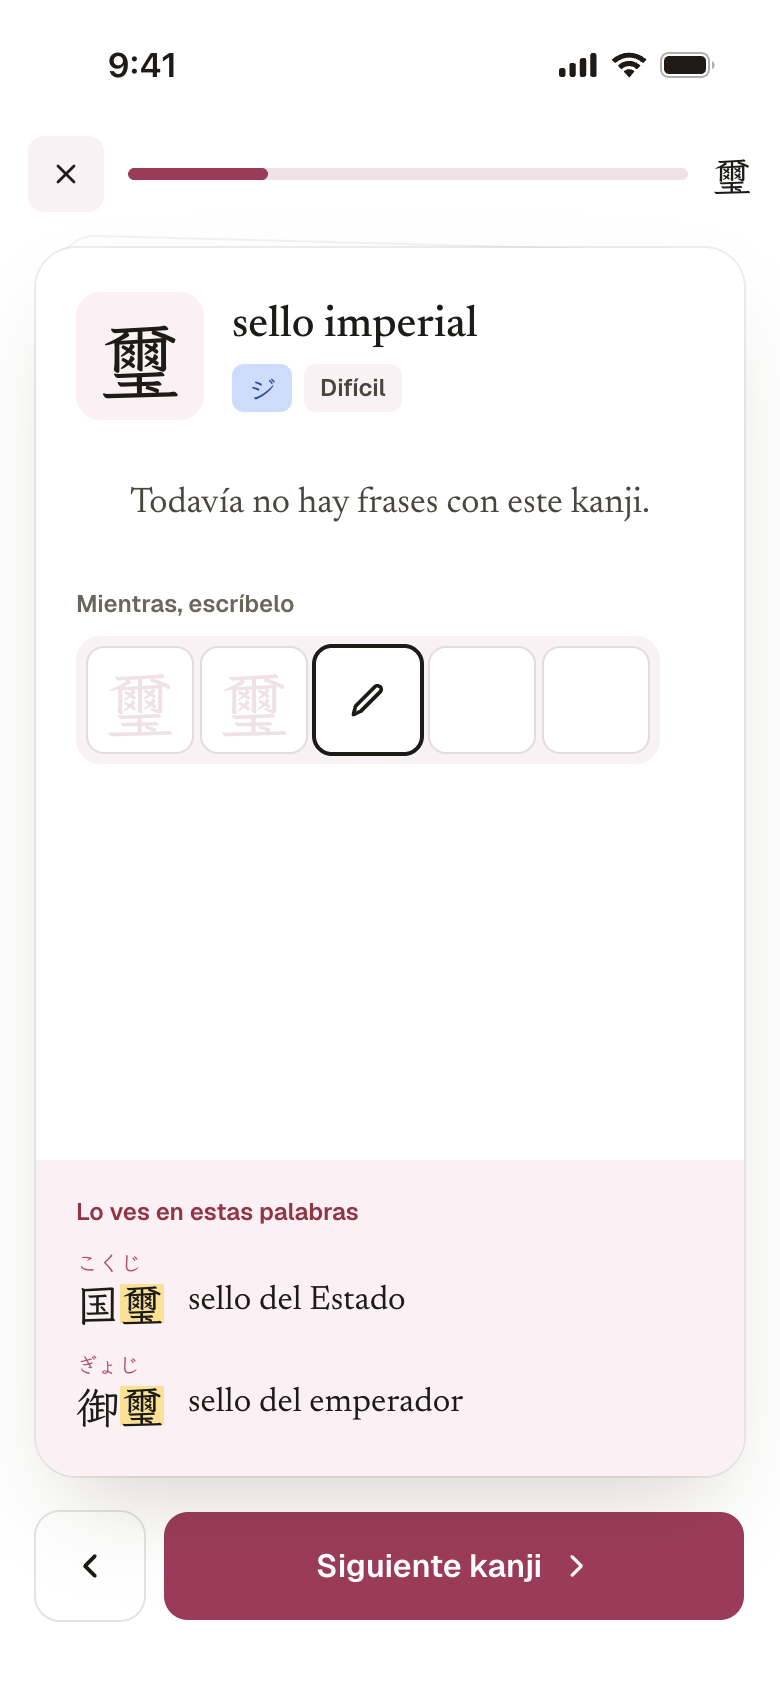 9:41
璽
璽
sello imperial
ジ
Difícil
Todavía no hay frases con este kanji.
Mientras, escríbelo
璽 璽
Lo ves en estas palabras
こくじ
国璽 sello del Estado
ぎょじ
御璽 sello del emperador
Siguiente kanji